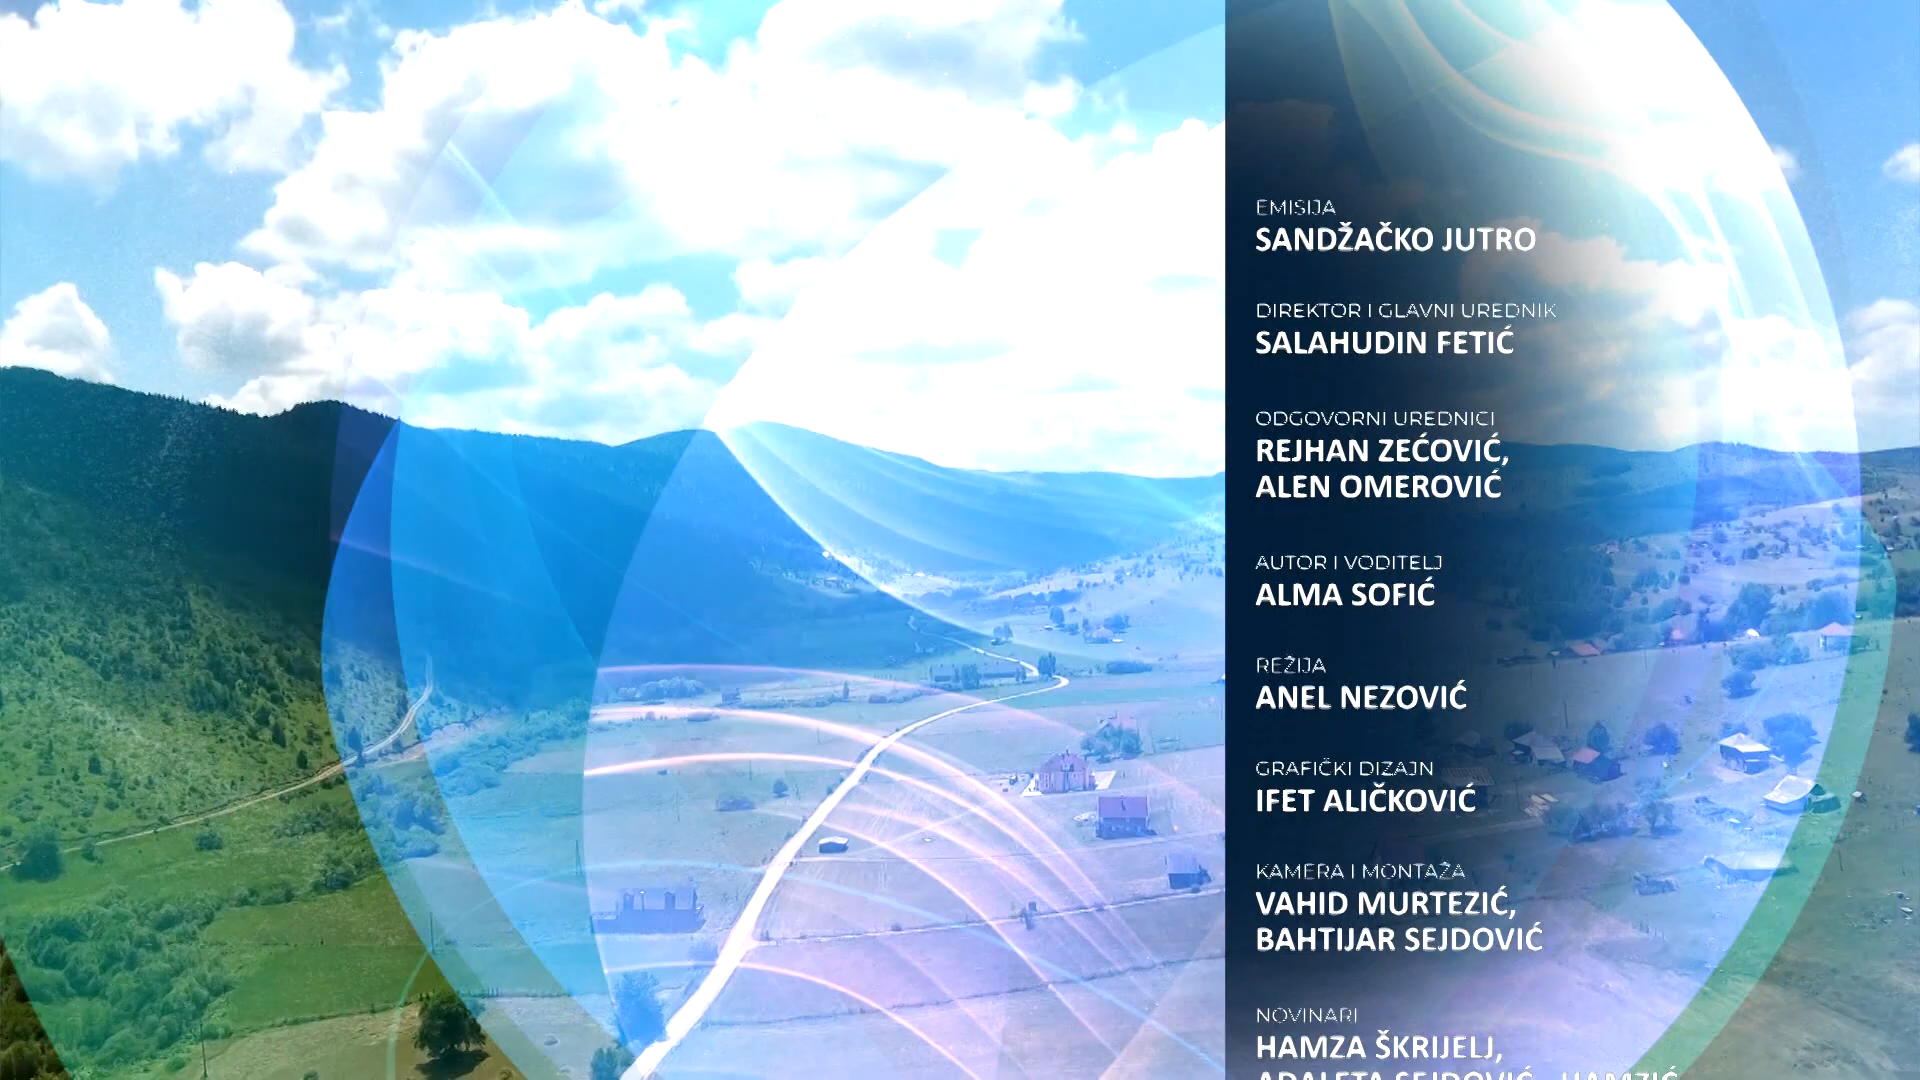 EMISIJA
SANDŽAČKO JUTRO
DIREKTOR I GLAVNI UREDNIK
SALAHUDIN FETIĆ
ODGOVORNI UREDNICI
REJHAN ZEĆOVIĆ,
ALEN OMEROVIĆ
AUTOR I VODITELJ
ALMA SOFIĆ
REŽIJA
ANEL NEZOVIĆ
GRAFIČKI DIZAJN
IFET ALIČKOVIĆ
KAMERA I MONTAŽA
VAHID MURTEZIĆ,
BAHTIJAR SEJDOVIĆ
NOVINARI
HAMZA ŠKRIJELJ,